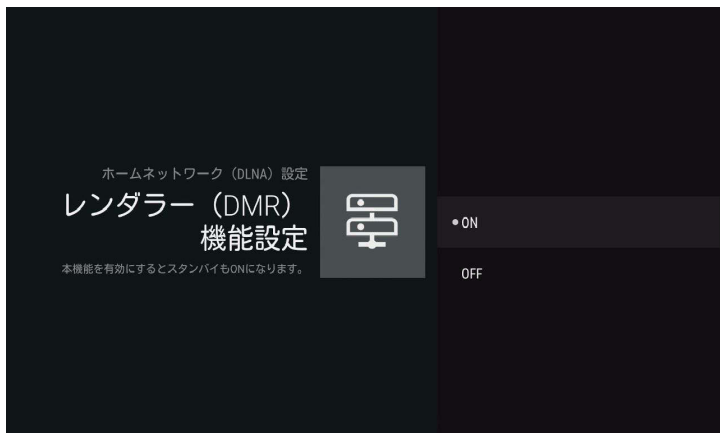 ホームネットワーク（DLNA）設定
レンダラー（DMR）
機能設定
本機能を有効にするとスタンバイもONになります。
ON
OFF